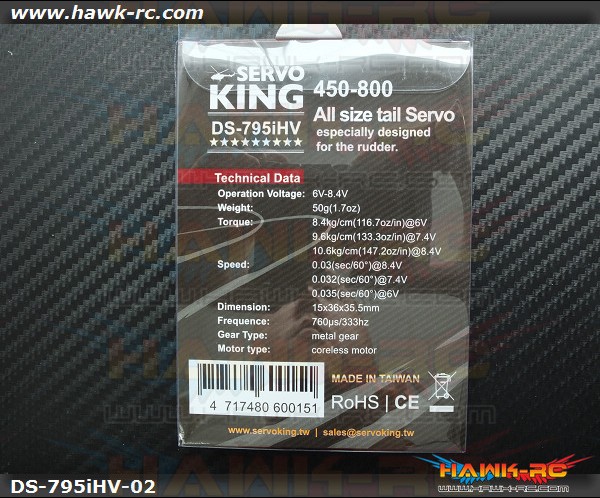 www.hawk-rc.com
SERVO
KING
DS-795iHV
450-800
All size tail Servo
especially designed
for the rudder.
Technical Data
Operation Voltage: 6V-8.4V
Weight: 50g(1.7oz)
Torque: 8.4kg/cm(116.7oz/in)@6V
9.6kg/cm(133.3oz/in)@7.4V
10.6kg/cm(147.2oz/in)@8.4V
Speed: 0.03(sec/60°)@8.4V
0.032(sec/60°)@7.4V
0.035(sec/60°)@6V
Dimension: 15x36x35.5mm
Frequency: 760μs/333hz
Gear Type: metal gear
Motor type: coreless motor
MADE IN TAIWAN
RoHS | CE
4 717480 600151
www.servoking.tw | sales@servoking.tw
DS-795iHV-02
HAWK-RC
WWW.HAWK-RC.COM